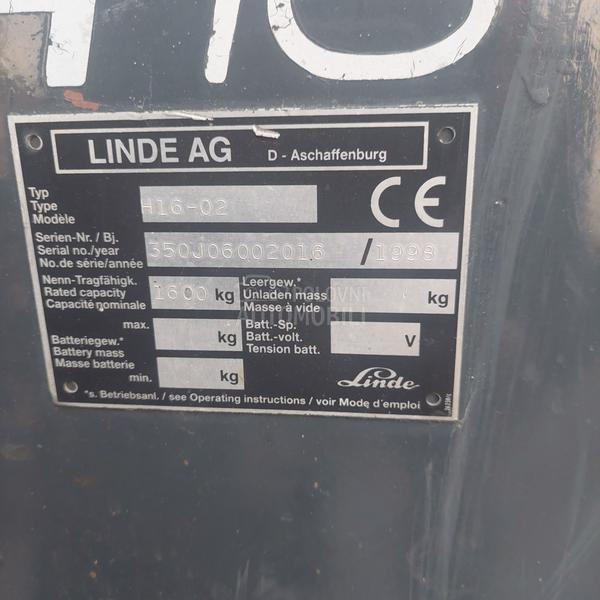 H16
LINDE AG D - Aschaffenburg
Typ
Type H16-02
Modèle
CE
Serien-Nr. / Bj.
Serial no./year 350J06002016 / 1998
No.de série/année
Nenn-Tragfähigk.
Rated capacity 1600 kg
Capacité nominale
Leergew.*
Unladen mass kg
Masse à vide
max. kg
Batteriegew.*
Battery mass
Masse batterie
min. kg
Batt.-Sp.
Batt.-volt. V
Tension batt.
Linde
*s. Betriebsanl. / see Operating instructions / voir Mode d'emploi
POLOVNI
AUTOMOBILI